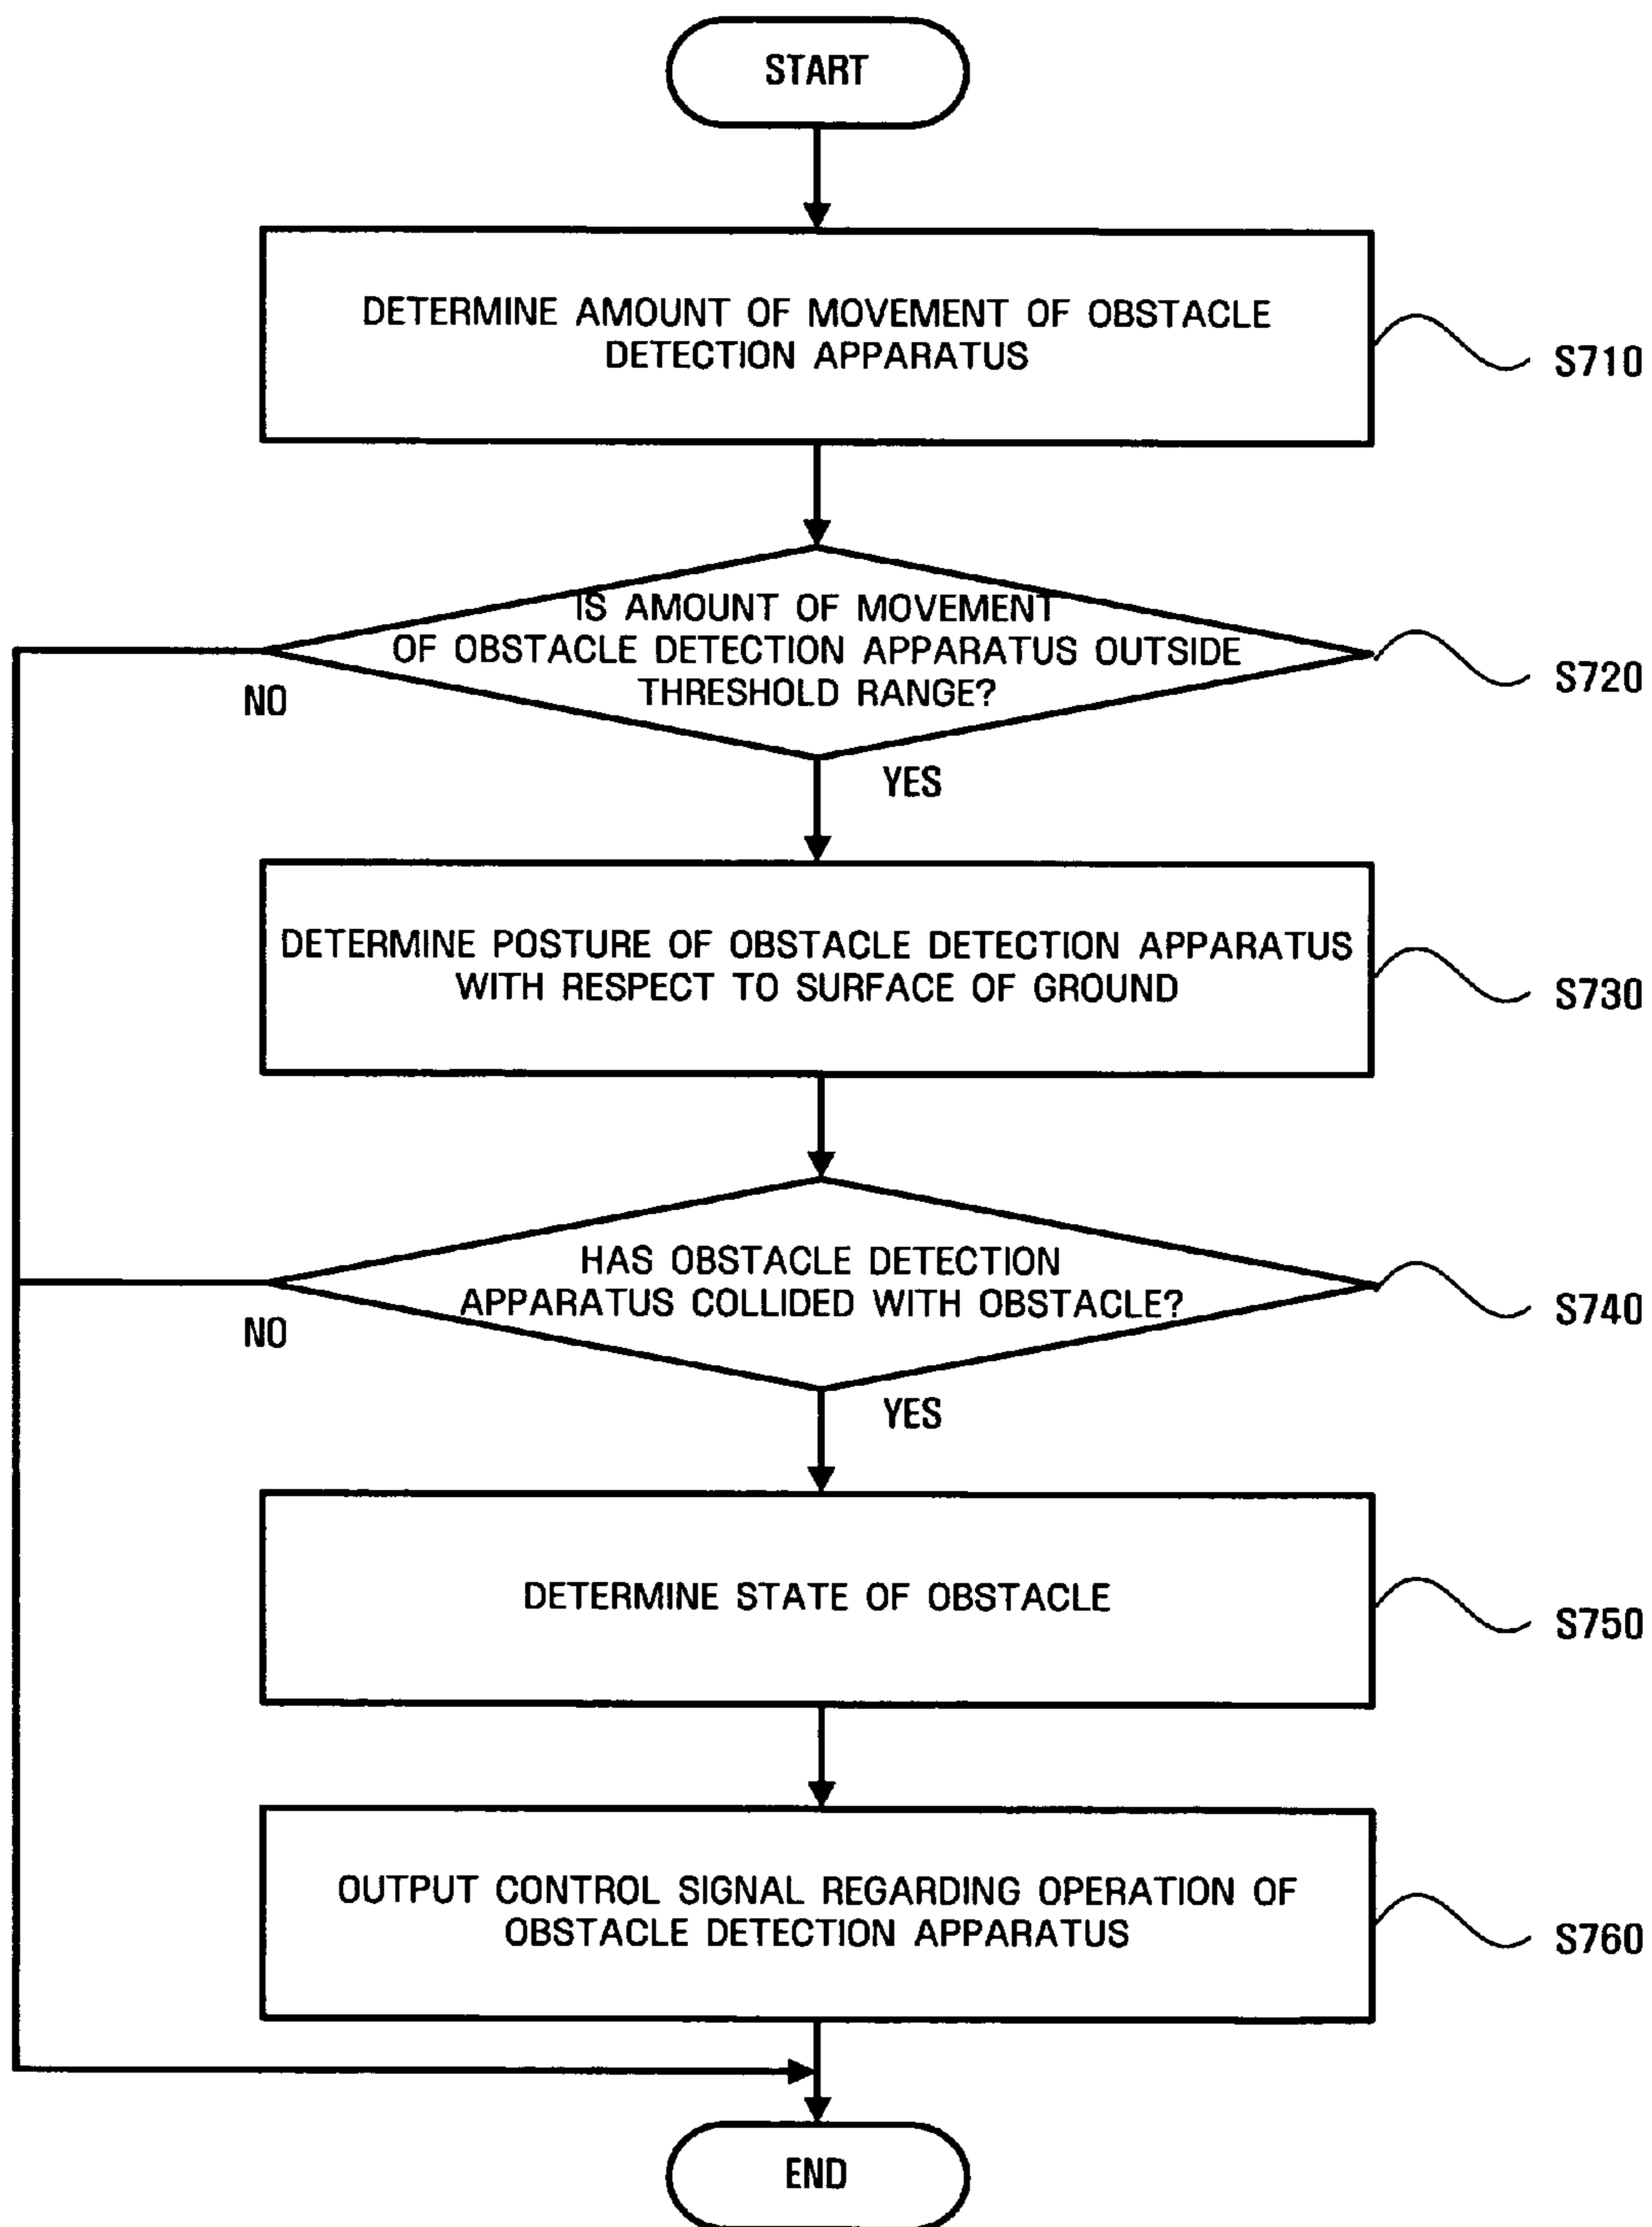 START
DETERMINE AMOUNT OF MOVEMENT OF OBSTACLE
DETECTION APPARATUS
S710
IS AMOUNT OF MOVEMENT
OF OBSTACLE DETECTION APPARATUS OUTSIDE
THRESHOLD RANGE?
S720
NO
YES
DETERMINE POSTURE OF OBSTACLE DETECTION APPARATUS
WITH RESPECT TO SURFACE OF GROUND
S730
HAS OBSTACLE DETECTION
APPARATUS COLLIDED WITH OBSTACLE?
S740
NO
YES
DETERMINE STATE OF OBSTACLE
S750
OUTPUT CONTROL SIGNAL REGARDING OPERATION OF
OBSTACLE DETECTION APPARATUS
S760
END